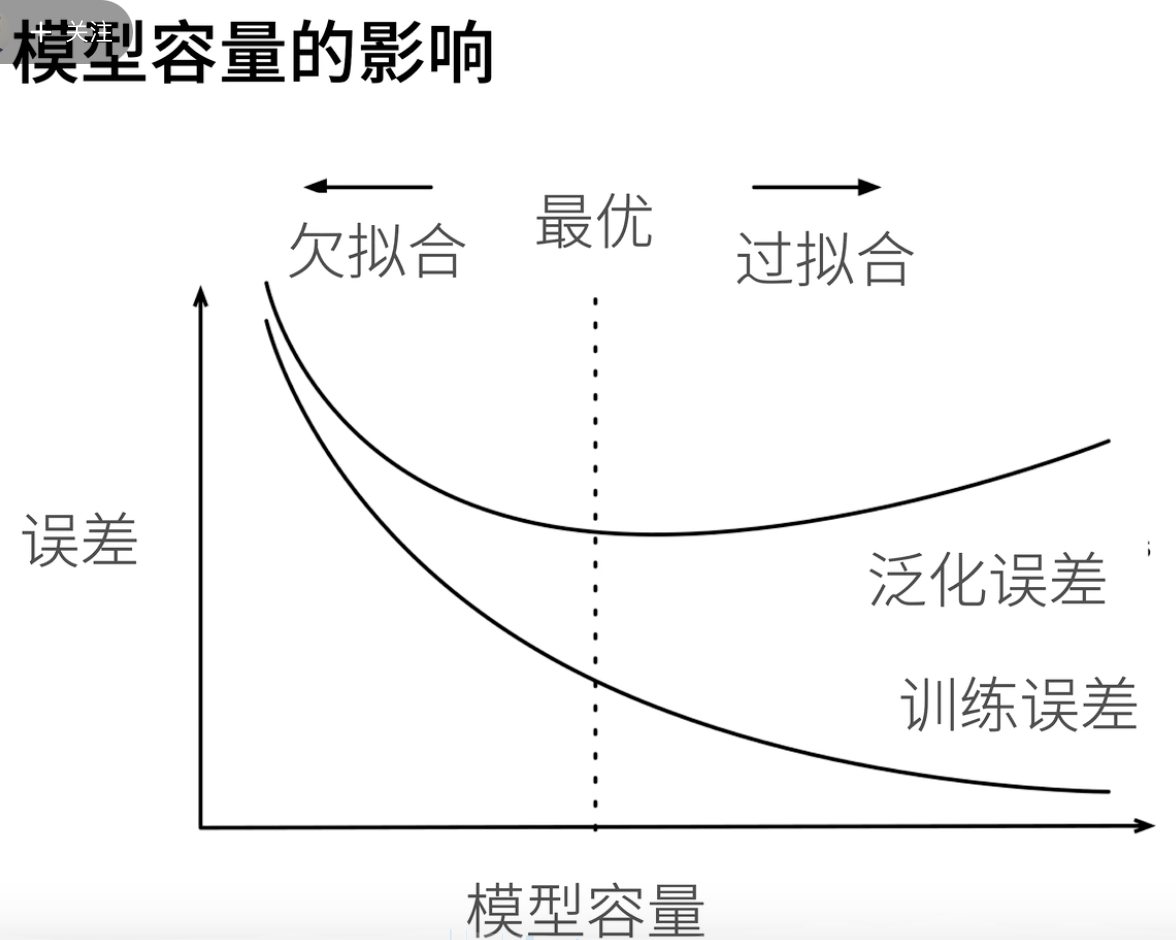 + 关注
模型容量的影响
欠拟合
最优
过拟合
误差
泛化误差
训练误差
模型容量